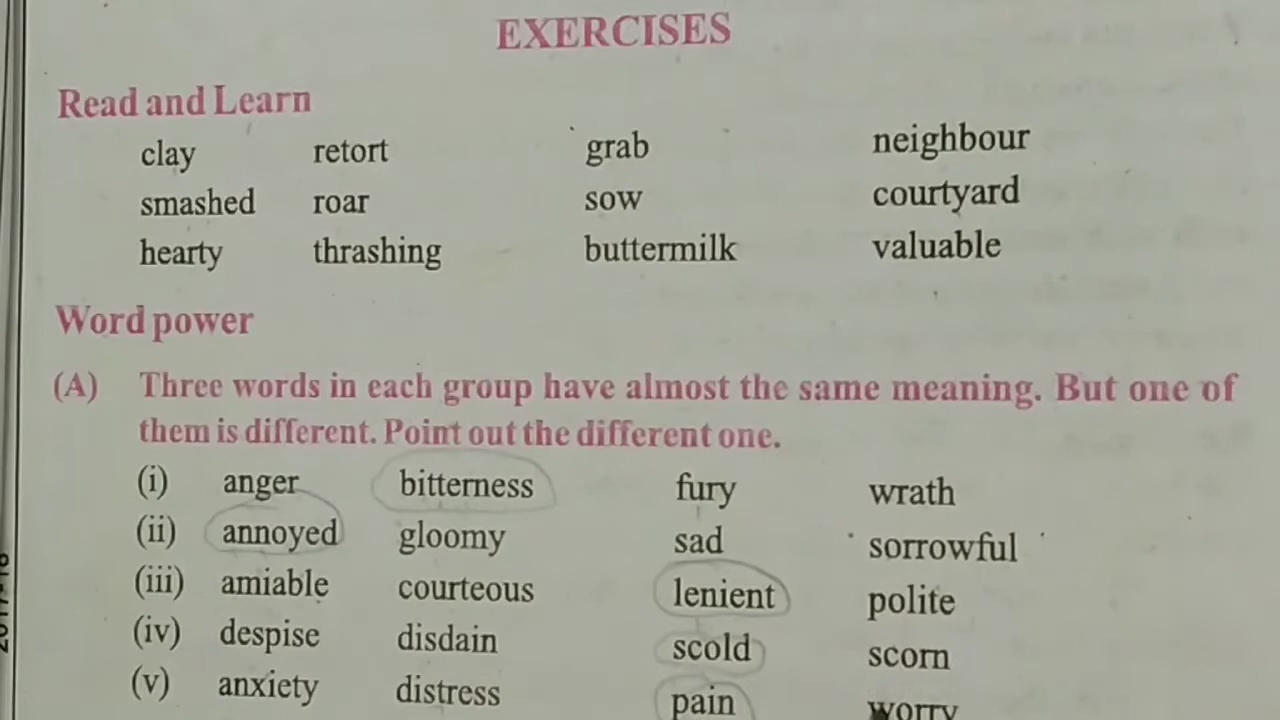 EXERCISES
Read and Learn
clay retort grab neighbour
smashed roar sow courtyard
hearty thrashing buttermilk valuable
Word power
(A) Three words in each group have almost the same meaning. But one of
them is different. Point out the different one.
(i) anger bitterness fury wrath
(ii) annoyed gloomy sad sorrowful
(iii) amiable courteous lenient polite
(iv) despise disdain scold scorn
(v) anxiety distress pain worry